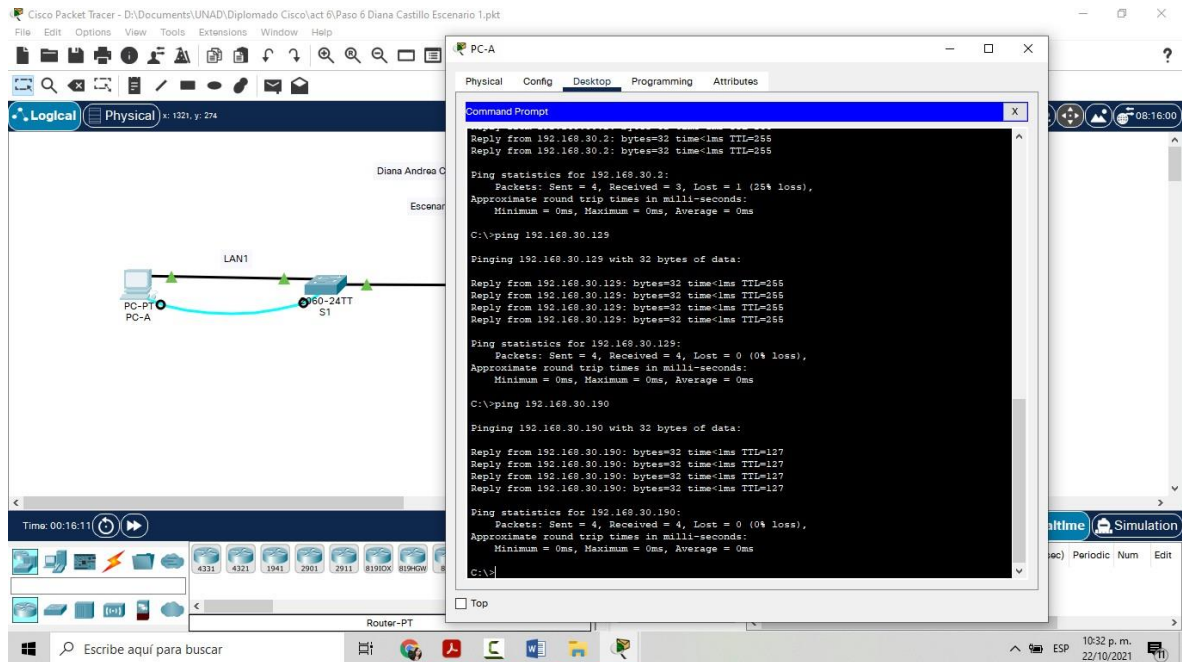 Cisco Packet Tracer - D:\Documents\UNAD\Diplomado Cisco\act 6\Paso 6 Diana Castillo Escenario 1.pkt
File Edit Options View Tools Extensions Window Help
PC-A
Physical Config Desktop Programming Attributes
Command Prompt X
Logical Physical x: 1321, y: 274
08:16:00
Reply from 192.168.30.2: bytes=32 time<1ms TTL=255
Reply from 192.168.30.2: bytes=32 time<1ms TTL=255
Ping statistics for 192.168.30.2:
Packets: Sent = 4, Received = 3, Lost = 1 (25% loss),
Approximate round trip times in milli-seconds:
Minimum = 0ms, Maximum = 0ms, Average = 0ms
C:\>ping 192.168.30.129
Pinging 192.168.30.129 with 32 bytes of data:
Reply from 192.168.30.129: bytes=32 time<1ms TTL=255
Reply from 192.168.30.129: bytes=32 time<1ms TTL=255
Reply from 192.168.30.129: bytes=32 time<1ms TTL=255
Reply from 192.168.30.129: bytes=32 time<1ms TTL=255
Ping statistics for 192.168.30.129:
Packets: Sent = 4, Received = 4, Lost = 0 (0% loss),
Approximate round trip times in milli-seconds:
Minimum = 0ms, Maximum = 0ms, Average = 0ms
C:\>ping 192.168.30.190
Pinging 192.168.30.190 with 32 bytes of data:
Reply from 192.168.30.190: bytes=32 time<1ms TTL=127
Reply from 192.168.30.190: bytes=32 time<1ms TTL=127
Reply from 192.168.30.190: bytes=32 time<1ms TTL=127
Reply from 192.168.30.190: bytes=32 time<1ms TTL=127
Ping statistics for 192.168.30.190:
Packets: Sent = 4, Received = 4, Lost = 0 (0% loss),
Approximate round trip times in milli-seconds:
Minimum = 0ms, Maximum = 0ms, Average = 0ms
C:\>
Top
Diana Andrea C
Escenar
LAN1
PC-PT
PC-A
960-24TT
S1
Time: 00:16:11
altime Simulation
4331 4321 1941 2901 2911 819IOX 819HGW
sec) Periodic Num Edit
Router-PT
Escribe aquí para buscar
ESP
10:32 p. m.
22/10/2021